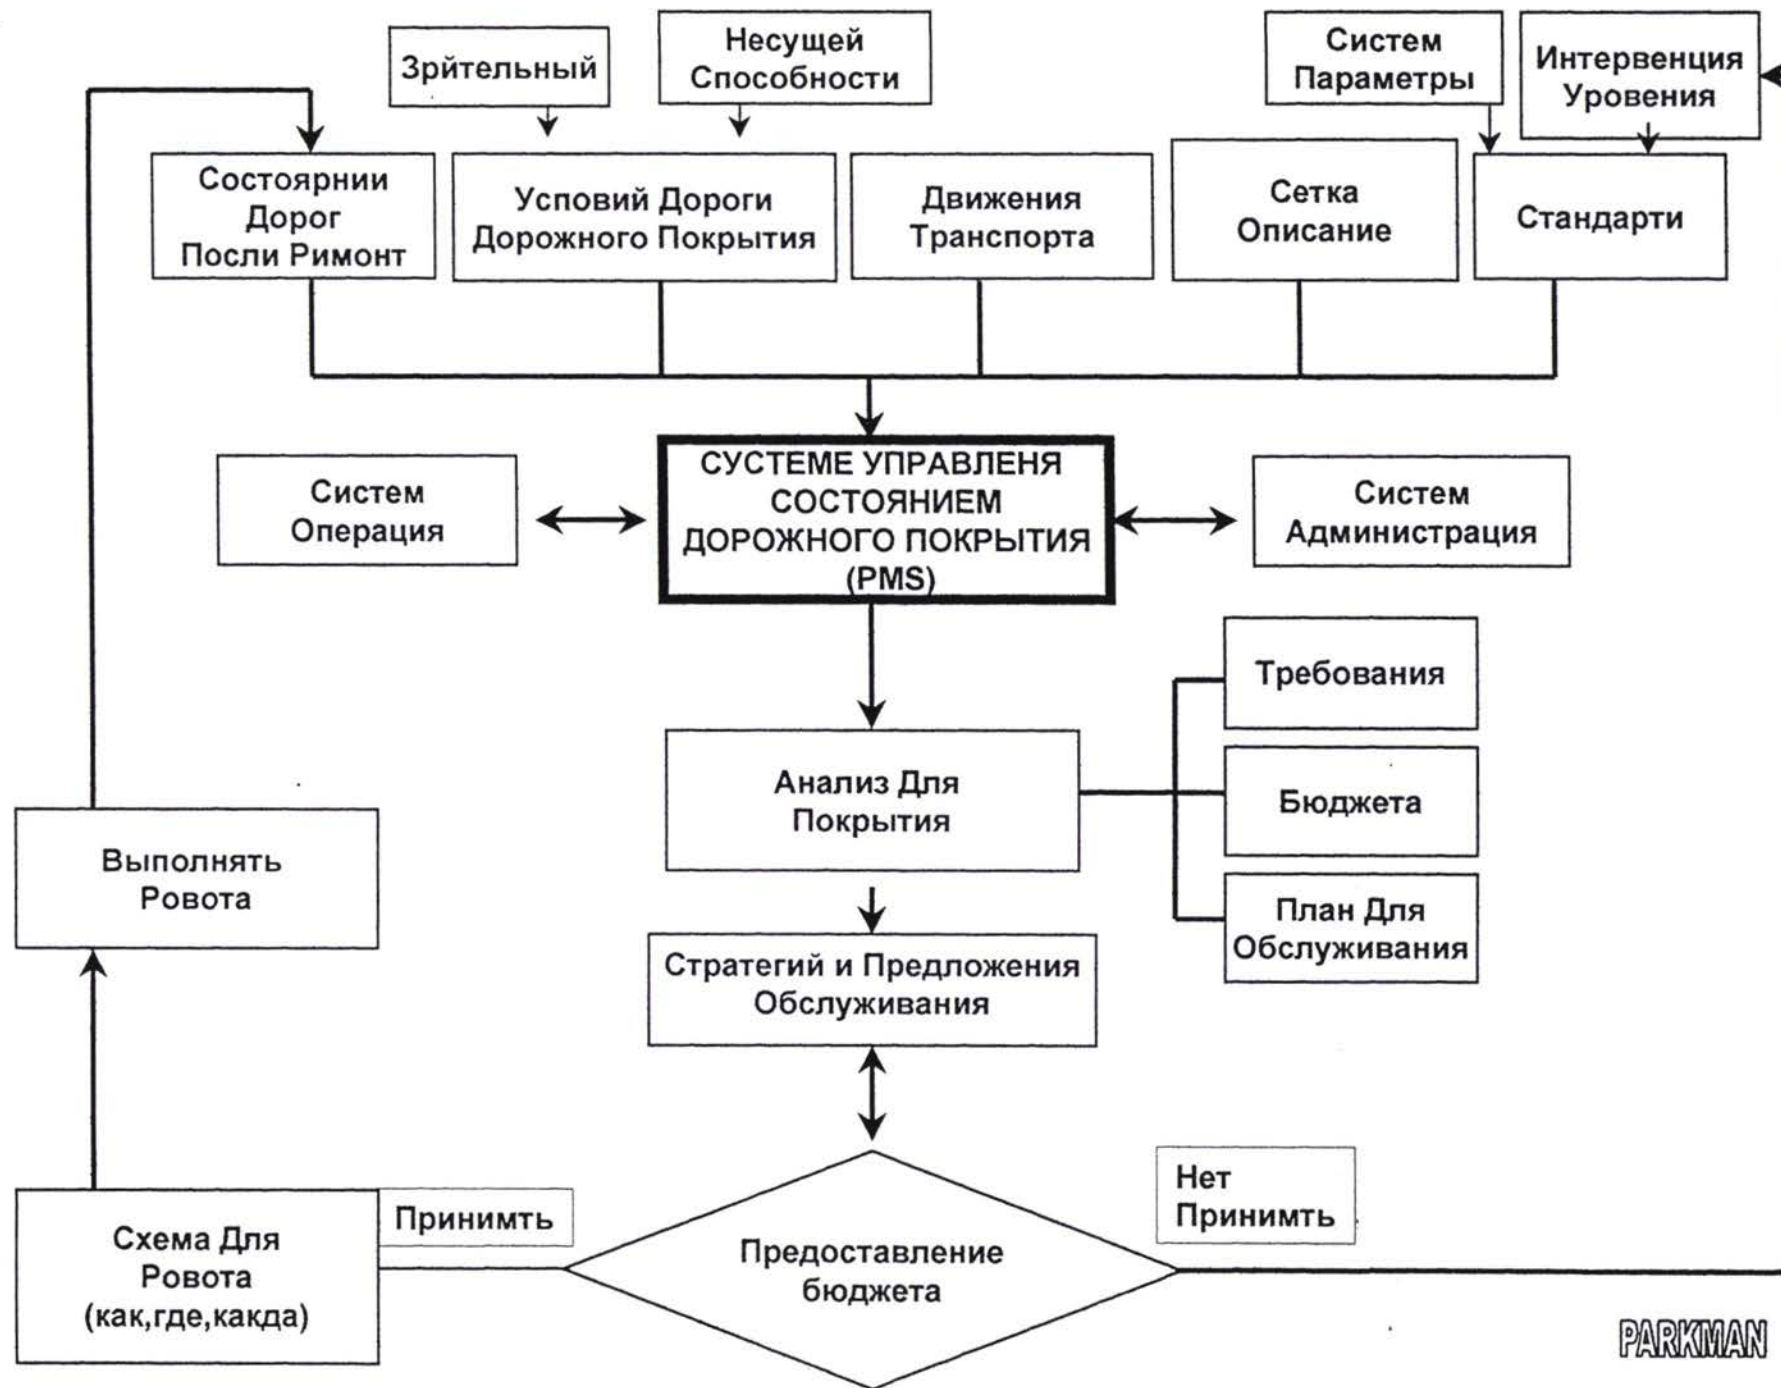 Зрйтельный
Несущей
Способности
Систем
Параметры
Интервенция
Уровения
Состоярнии
Дорог
Посли Римонт
Успoвий Дороги
Дорожного Покрытия
Движения
Транспорта
Сетка
Описание
Стандарти
Систем
Операция
СУСТЕМЕ УПРАВЛЕНЯ
СОСТОЯНИЕМ
ДОРОЖНОГО ПОКРЫТИЯ
(PMS)
Систем
Администрация
Требования
Анализ Для
Покрытия
Бюджета
План Для
Обслуживания
Выполнять
Ровота
Стратегий и Предложения
Обслуживания
Схема Для
Ровота
(как,где,какда)
Принимть
Предоставление
бюджета
Нет
Принимть
PARKMAN